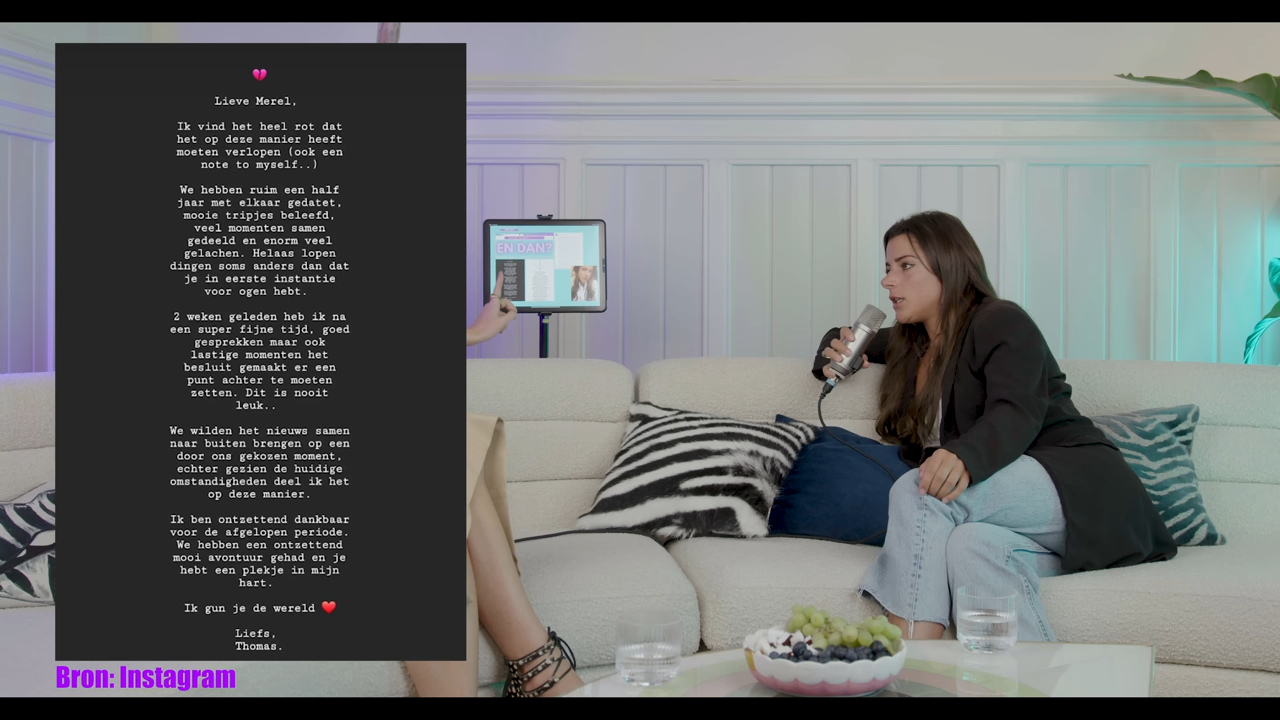 💔
Lieve Merel,
Ik vind het heel rot dat
het op deze manier heeft
moeten verlopen (ook een
note to myself..)
We hebben ruim een half
jaar met elkaar gedatet,
mooie tripjes beleefd,
veel momenten samen
gedeeld en enorm veel
gelachen. Helaas lopen
dingen soms anders dan dat
je in eerste instantie
voor ogen hebt.
2 weken geleden heb ik na
een super fijne tijd, goed
gesprekken maar ook
lastige momenten het
besluit gemaakt er een
punt achter te moeten
zetten. Dit is nooit
leuk..
We wilden het nieuws samen
naar buiten brengen op een
door ons gekozen moment,
echter gezien de huidige
omstandigheden deel ik het
op deze manier.
Ik ben ontzettend dankbaar
voor de afgelopen periode.
We hebben een ontzettend
mooi avontuur gehad en je
hebt een plekje in mijn
hart.
Ik gun je de wereld ❤️
Liefs,
Thomas.
Bron: Instagram
EN DAN?